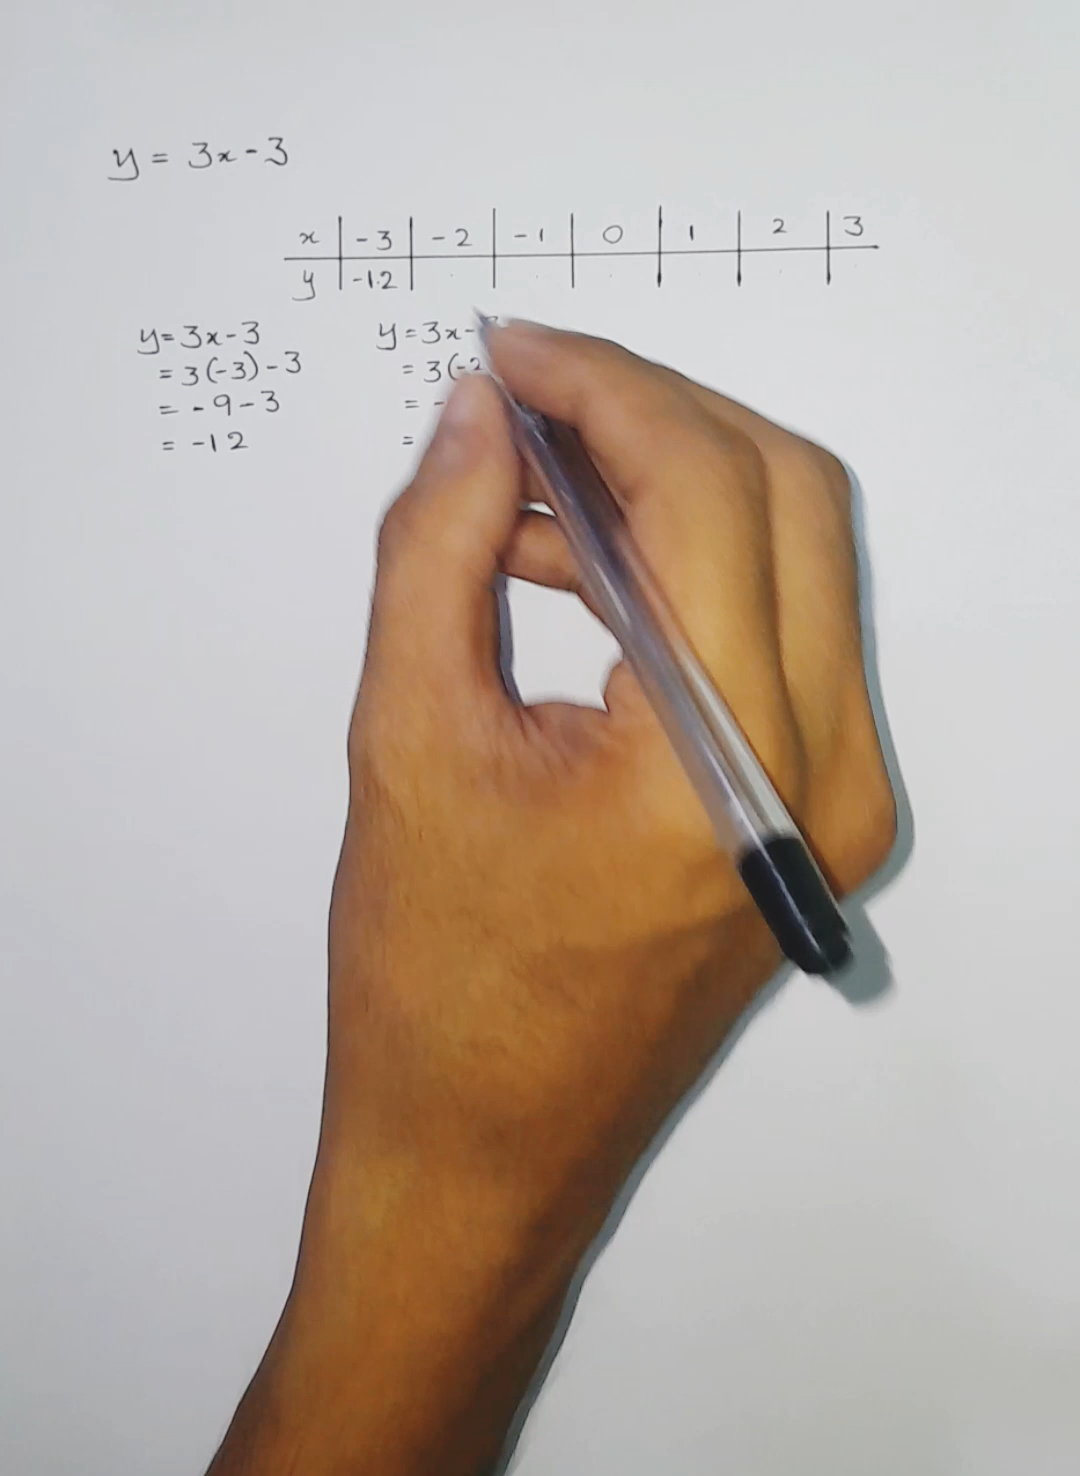 y = 3x - 3
x | -3 | -2 | -1 | 0 | 1 | 2 | 3
y | -12
y = 3x - 3
= 3(-3) - 3
= -9 - 3
= -12
y = 3x -
= 3(-2
= -
=